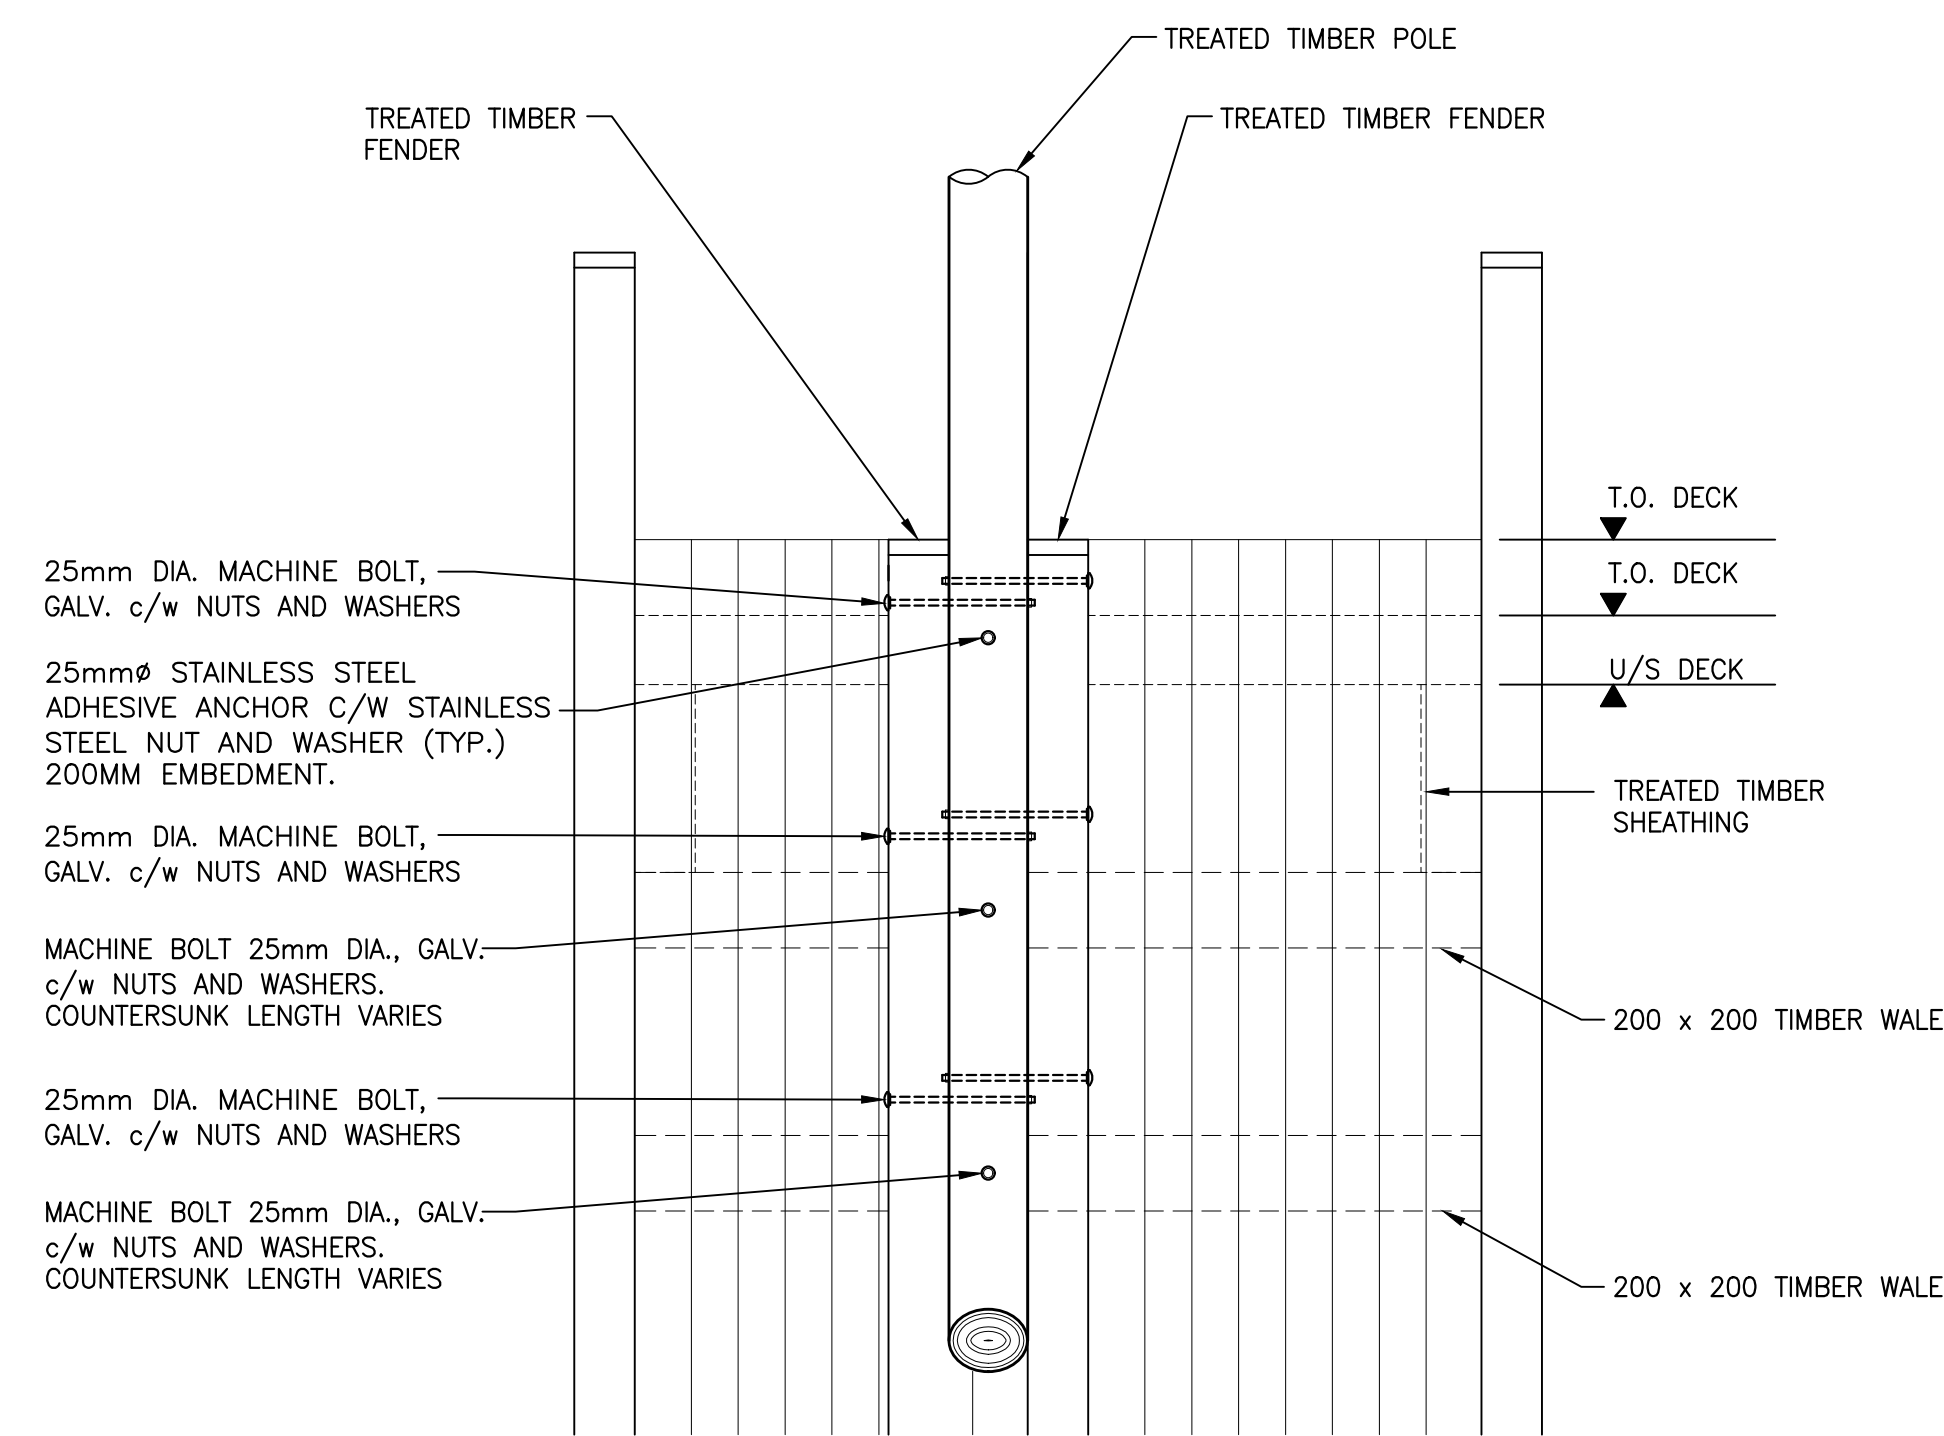 TREATED TIMBER POLE
TREATED TIMBER
FENDER
TREATED TIMBER FENDER
T.O. DECK
T.O. DECK
U/S DECK
25mm DIA. MACHINE BOLT,
GALV. c/w NUTS AND WASHERS
25mmø STAINLESS STEEL
ADHESIVE ANCHOR C/W STAINLESS
STEEL NUT AND WASHER (TYP.)
200MM EMBEDMENT.
TREATED TIMBER
SHEATHING
25mm DIA. MACHINE BOLT,
GALV. c/w NUTS AND WASHERS
MACHINE BOLT 25mm DIA., GALV.
c/w NUTS AND WASHERS.
COUNTERSUNK LENGTH VARIES
200 x 200 TIMBER WALE
25mm DIA. MACHINE BOLT,
GALV. c/w NUTS AND WASHERS
MACHINE BOLT 25mm DIA., GALV.
c/w NUTS AND WASHERS.
COUNTERSUNK LENGTH VARIES
200 x 200 TIMBER WALE